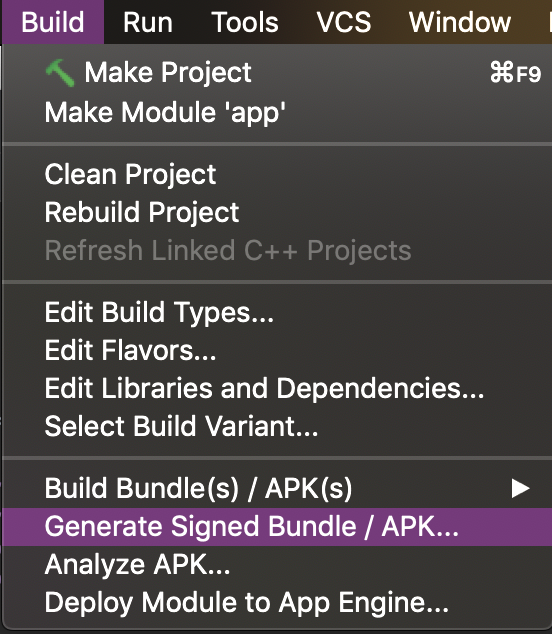 Build Run Tools VCS Window
Make Project ⌘F9
Make Module 'app'
Clean Project
Rebuild Project
Refresh Linked C++ Projects
Edit Build Types...
Edit Flavors...
Edit Libraries and Dependencies...
Select Build Variant...
Build Bundle(s) / APK(s)
Generate Signed Bundle / APK...
Analyze APK...
Deploy Module to App Engine...